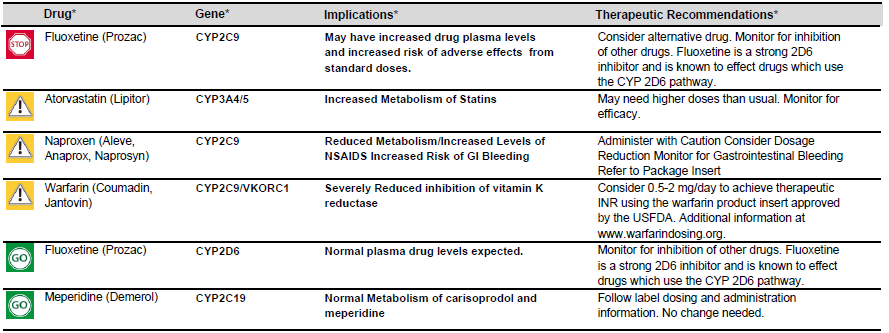 Drug* Gene* Implications* Therapeutic Recommendations*
STOP Fluoxetine (Prozac) CYP2C9 May have increased drug plasma levels Consider alternative drug. Monitor for inhibition
and increased risk of adverse effects from of other drugs. Fluoxetine is a strong 2D6
standard doses. inhibitor and is known to effect drugs which use
the CYP 2D6 pathway.
Atorvastatin (Lipitor) CYP3A4/5 Increased Metabolism of Statins May need higher doses than usual. Monitor for
efficacy.
Naproxen (Aleve, CYP2C9 Reduced Metabolism/Increased Levels of Administer with Caution Consider Dosage
Anaprox, Naprosyn) NSAIDS Increased Risk of GI Bleeding Reduction Monitor for Gastrointestinal Bleeding
Refer to Package Insert
Warfarin (Coumadin, CYP2C9/VKORC1 Severely Reduced inhibition of vitamin K Consider 0.5-2 mg/day to achieve therapeutic
Jantovin) reductase INR using the warfarin product insert approved
by the USFDA. Additional information at
www.warfarindosing.org.
GO Fluoxetine (Prozac) CYP2D6 Normal plasma drug levels expected. Monitor for inhibition of other drugs. Fluoxetine
is a strong 2D6 inhibitor and is known to effect
drugs which use the CYP 2D6 pathway.
GO Meperidine (Demerol) CYP2C19 Normal Metabolism of carisoprodol and Follow label dosing and administration
meperidine information. No change needed.